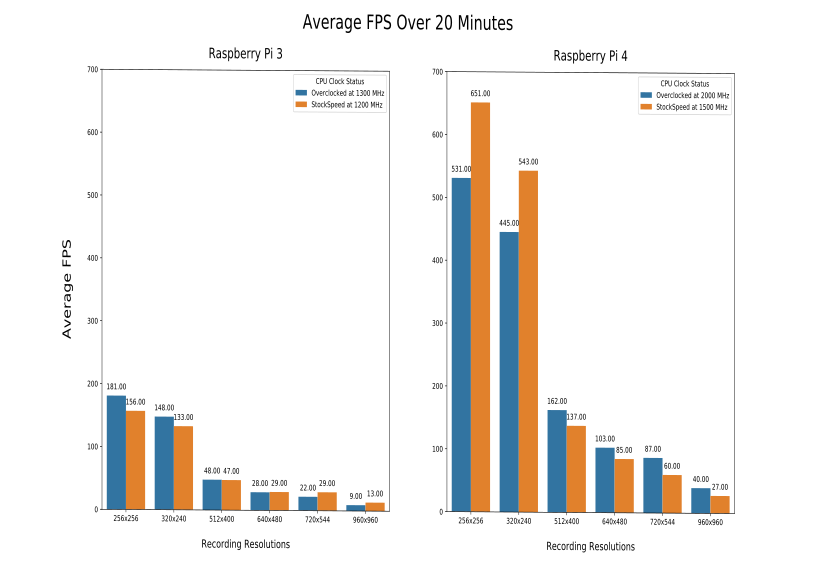 Average FPS Over 20 Minutes
Raspberry Pi 3
Average FPS
700
600
500
400
300
200
100
0
CPU Clock Status
Overclocked at 1300 MHz
StockSpeed at 1200 MHz
181.00
156.00
148.00
133.00
48.00 47.00
28.00 29.00
22.00
29.00
9.00
13.00
256x256 320x240 512x400 640x480 720x544 960x960
Recording Resolutions
Raspberry Pi 4
700
600
500
400
300
200
100
0
CPU Clock Status
Overclocked at 2000 MHz
StockSpeed at 1500 MHz
531.00
651.00
445.00
543.00
162.00
137.00
103.00
85.00
87.00
60.00
40.00
27.00
256x256 320x240 512x400 640x480 720x544 960x960
Recording Resolutions